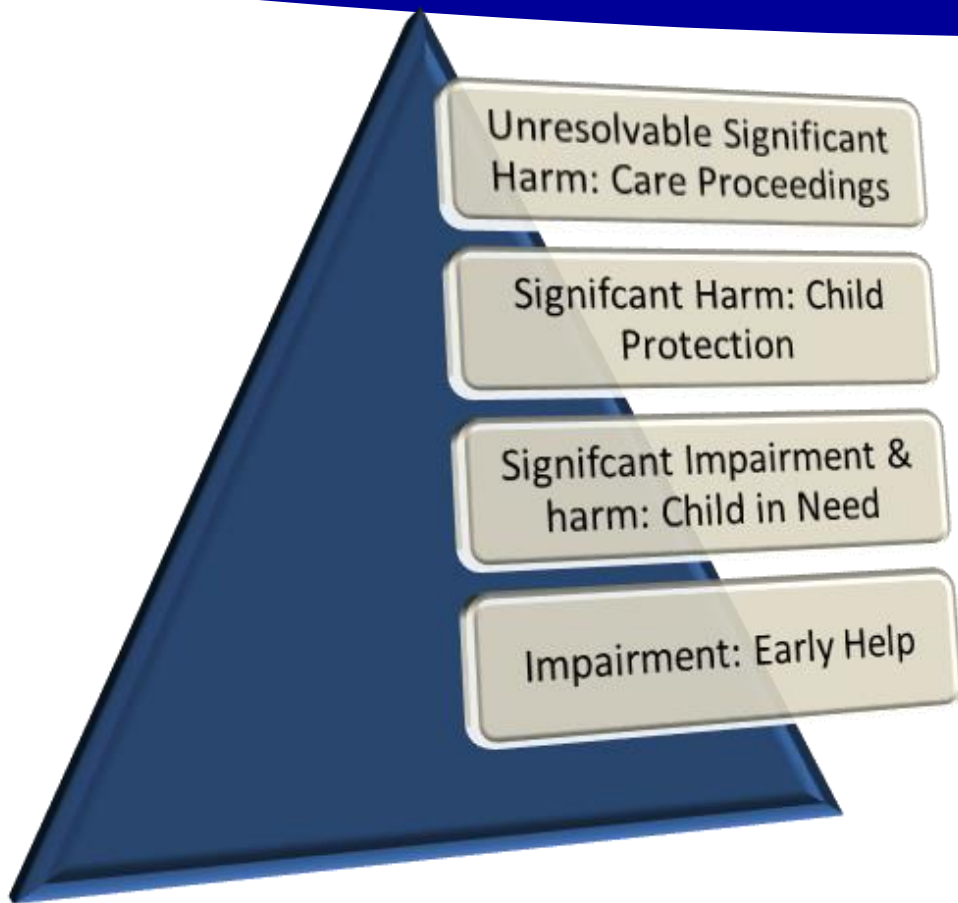 Unresolvable Significant
Harm: Care Proceedings
Signifcant Harm: Child
Protection
Signifcant Impairment &
harm: Child in Need
Impairment: Early Help